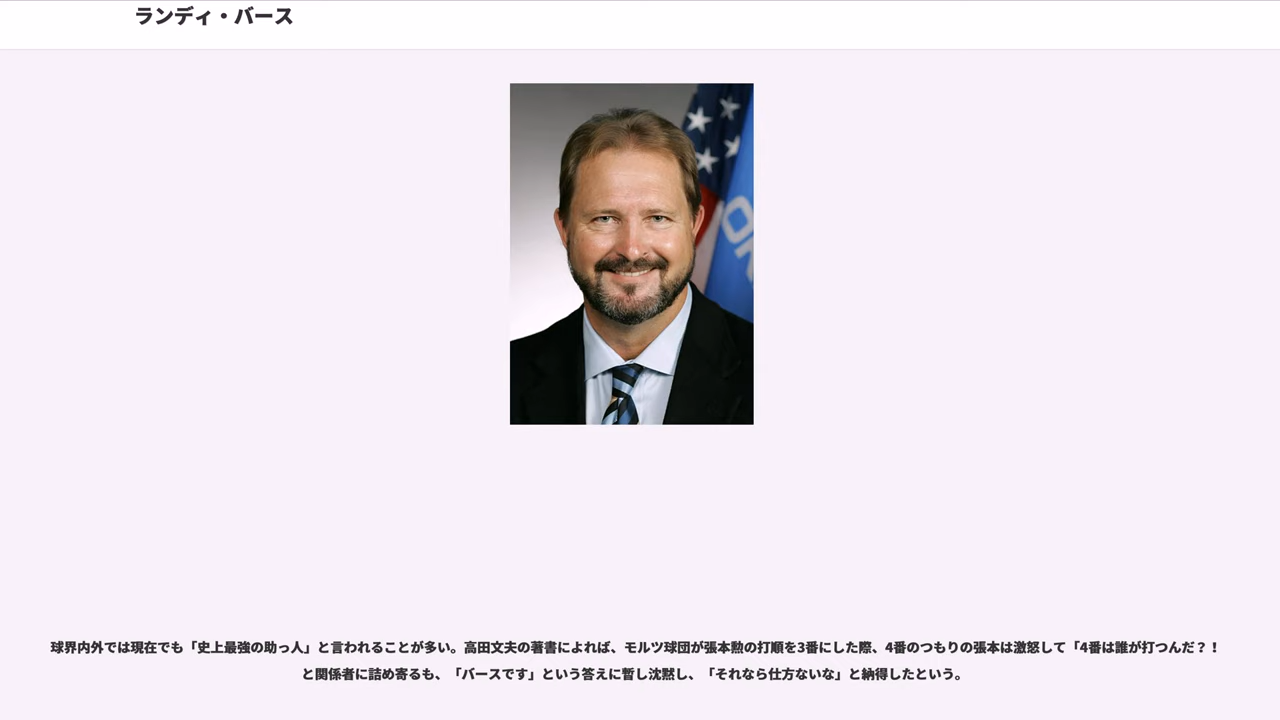 ランディ・バース
球界内外では現在でも「史上最強の助っ人」と言われることが多い。高田文夫の著書によれば、モルツ球団が張本勲の打順を3番にした際、4番のつもりの張本は激怒して「4番は誰が打つんだ？！
と関係者に詰め寄るも、「バースです」という答えに暫し沈黙し、「それなら仕方ないな」と納得したという。